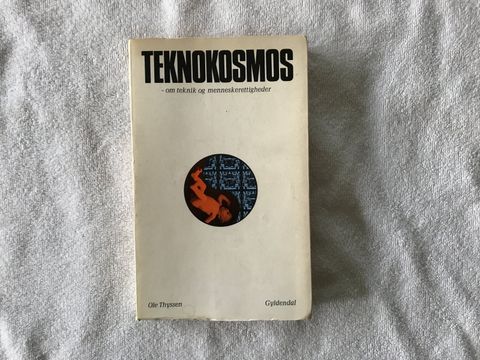 TEKNOKOSMOS
- om teknik og menneskerettigheder
Ole Thyssen
Gyldendal